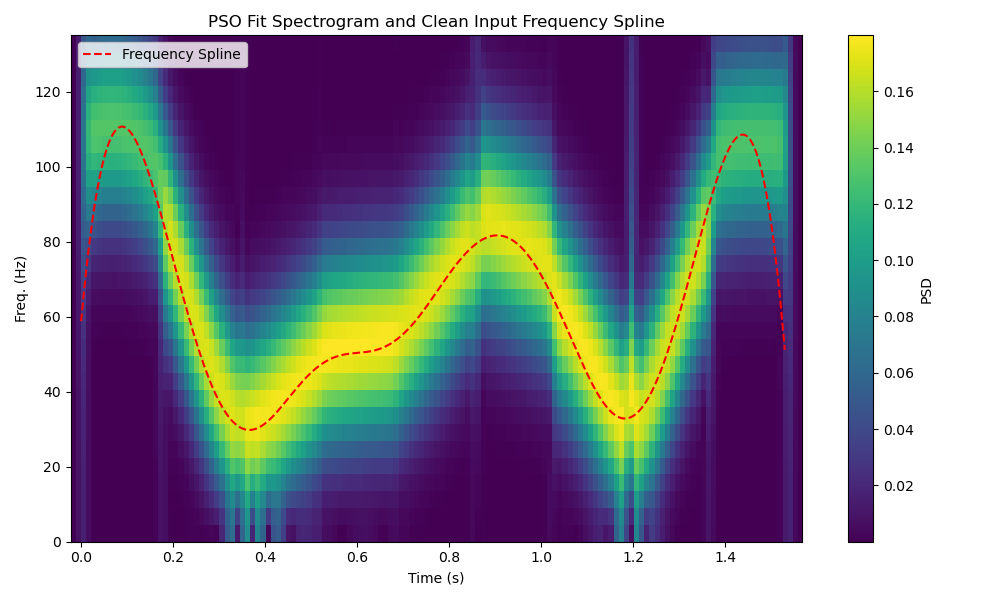 PSO Fit Spectrogram and Clean Input Frequency Spline
Frequency Spline
Freq. (Hz)
120
100
80
60
40
20
0
0.0 0.2 0.4 0.6 0.8 1.0 1.2 1.4
Time (s)
0.16
0.14
0.12
0.10
0.08
0.06
0.04
0.02
PSD